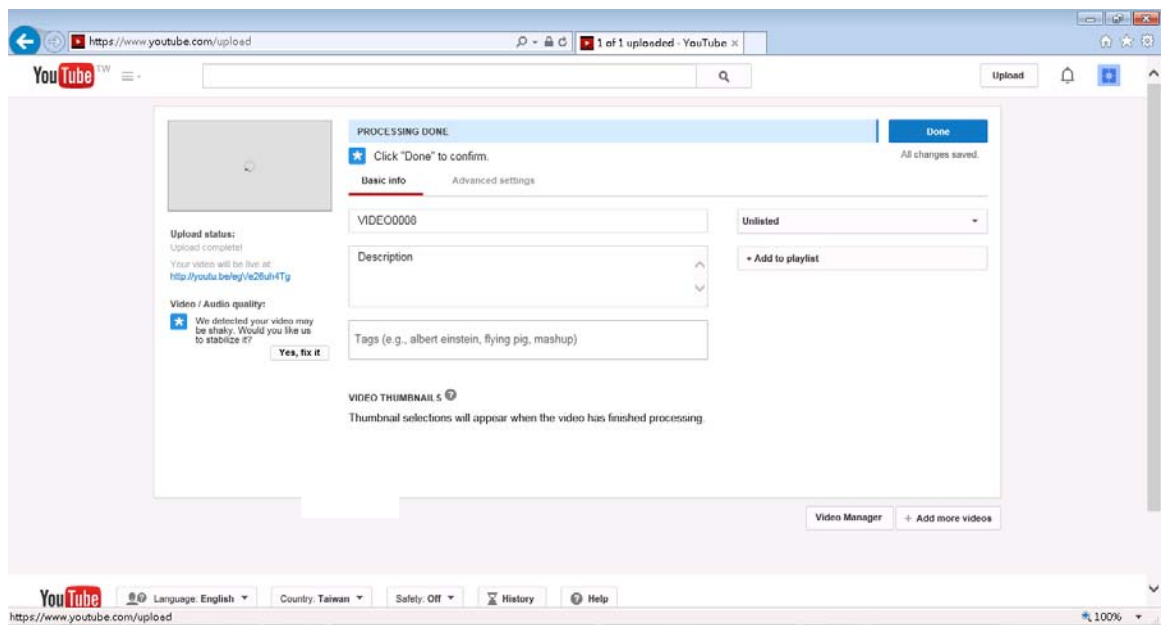 https://www.youtube.com/upload
1 of 1 uploaded - YouTube
YouTube TW
Upload
PROCESSING DONE
Done
Click "Done" to confirm.
All changes saved.
Basic info
Advanced settings
VIDEO0008
Unlisted
Upload status:
Upload complete!
Your video will be live at:
http://youtu.be/egVe26uh4Tg
Description
+ Add to playlist
Video / Audio quality:
We detected your video may
be shaky. Would you like us
to stabilize it?
Yes, fix it
Tags (e.g., albert einstein, flying pig, mashup)
VIDEO THUMBNAILS
Thumbnail selections will appear when the video has finished processing.
Video Manager
+ Add more videos
YouTube
Language: English
Country: Taiwan
Safety: Off
History
Help
https://www.youtube.com/upload
100%